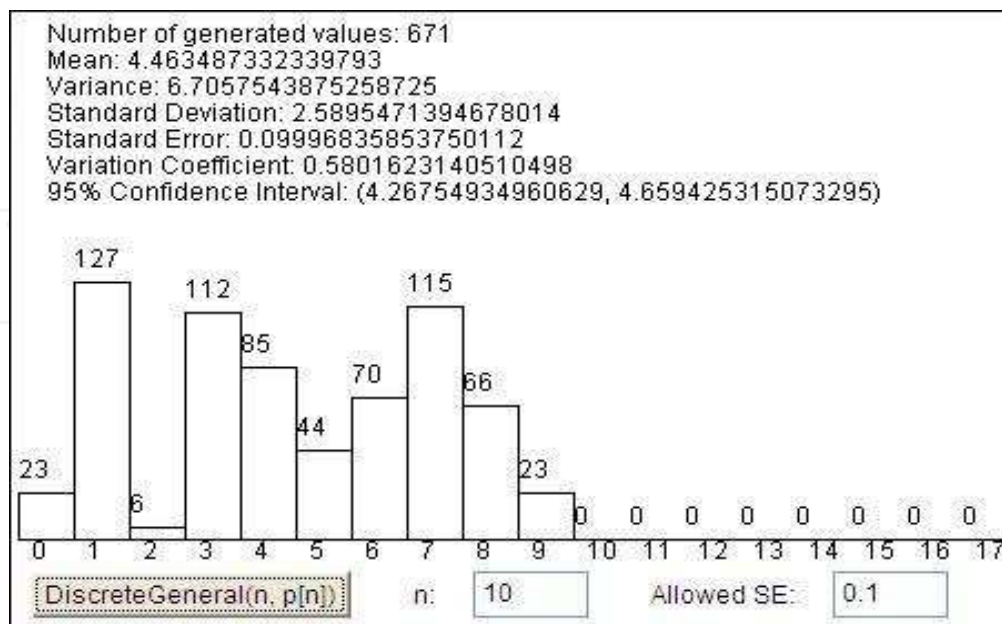 Number of generated values: 671
Mean: 4.463487332339793
Variance: 6.7057543875258725
Standard Deviation: 2.5895471394678014
Standard Error: 0.09996835853750112
Variation Coefficient: 0.5801623140510498
95% Confidence Interval: (4.26754934960629, 4.659425315073295)
127
112
115
85
70
66
44
23
6
23
0 0 0 0 0 0 0 0
0 1 2 3 4 5 6 7 8 9 10 11 12 13 14 15 16 17
DiscreteGeneral(n, p[n]) n: 10 Allowed SE: 0.1